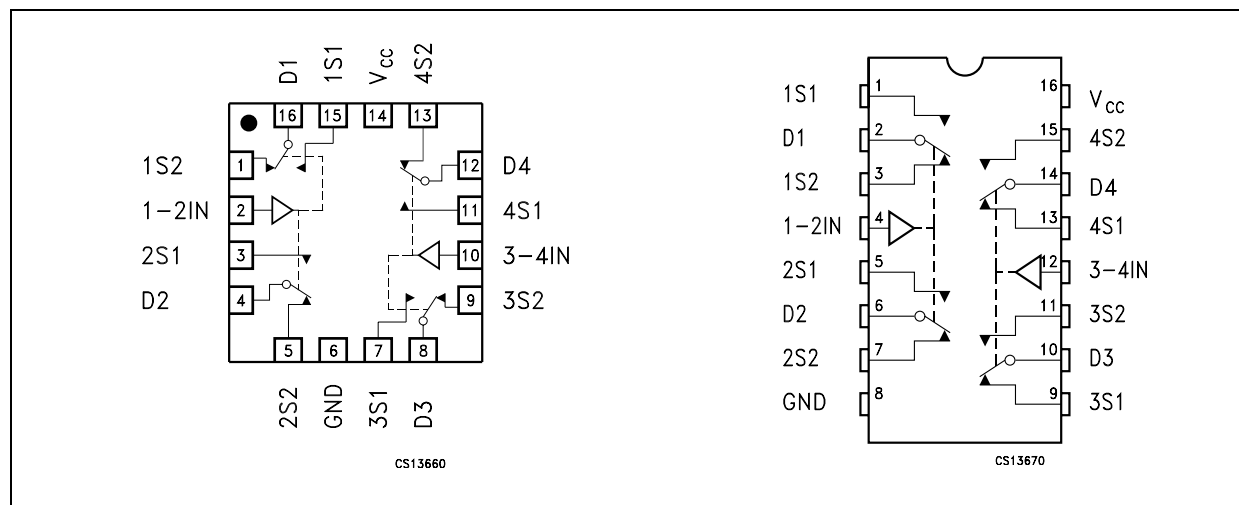 D1 1S1 VCC 4S2
16 15 14 13
1S2 1 12 D4
1-2IN 2 11 4S1
2S1 3 10 3-4IN
D2 4 9 3S2
5 6 7 8
2S2 GND 3S1 D3
CS13660
1S1 1 16 VCC
D1 2 15 4S2
1S2 3 14 D4
1-2IN 4 13 4S1
2S1 5 12 3-4IN
D2 6 11 3S2
2S2 7 10 D3
GND 8 9 3S1
CS13670